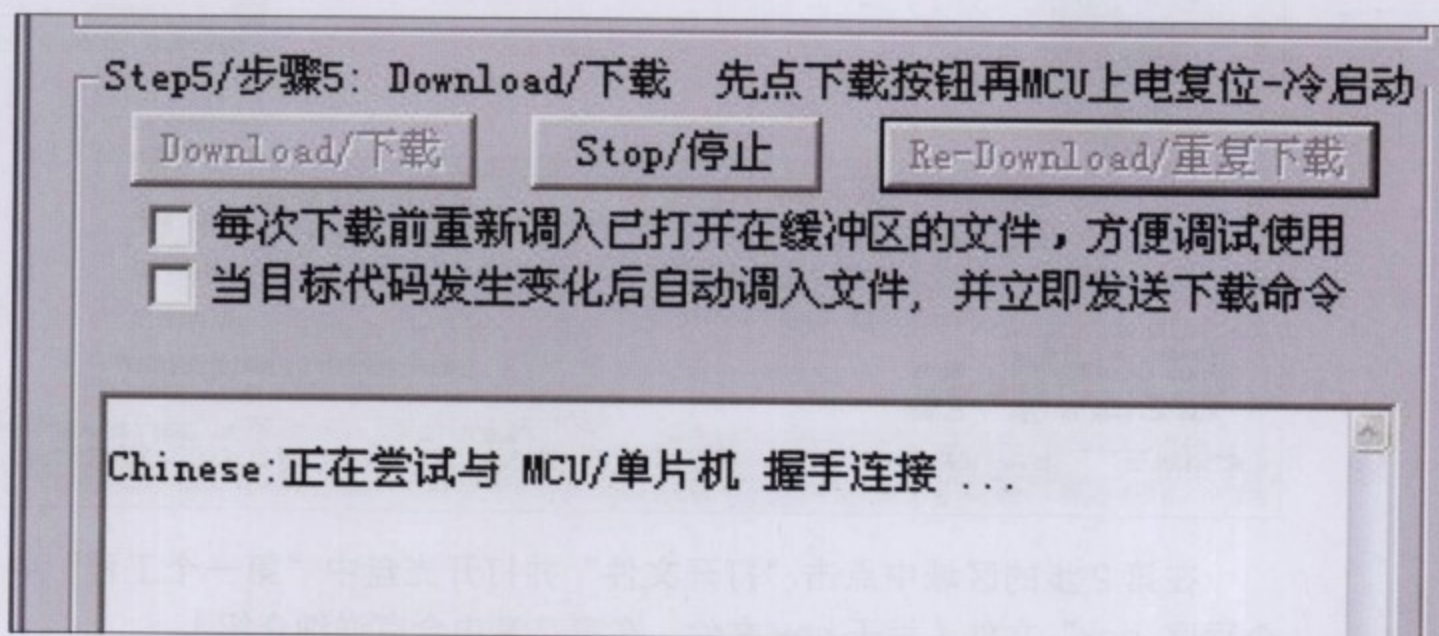 Step5/步骤5: Download/下载 先点下载按钮再MCU上电复位->冷启动
Download/下载 Stop/停止 Re-Download/重复下载
每次下载前重新调入已打开在缓冲区的文件，方便调试使用
当目标代码发生变化后自动调入文件, 并立即发送下载命令
Chinese:正在尝试与 MCU/单片机 握手连接 ...